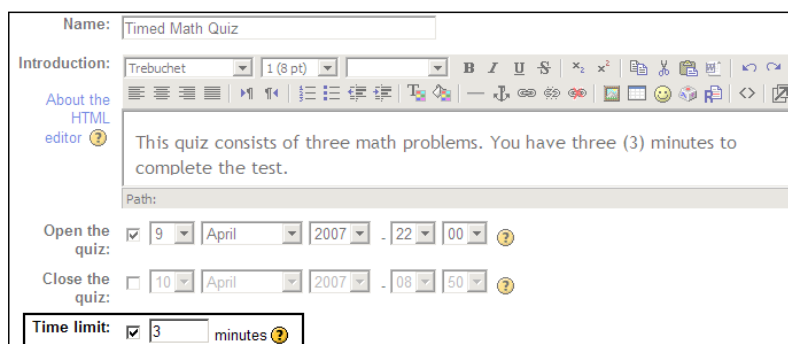 Name: Timed Math Quiz
Introduction: Trebuchet 1 (8 pt) B I U S
About the
HTML
editor ?
This quiz consists of three math problems. You have three (3) minutes to
complete the test.
Path:
Open the
quiz: 9 April 2007 - 22 00 ?
Close the
quiz: 10 April 2007 - 08 50 ?
Time limit: 3 minutes ?